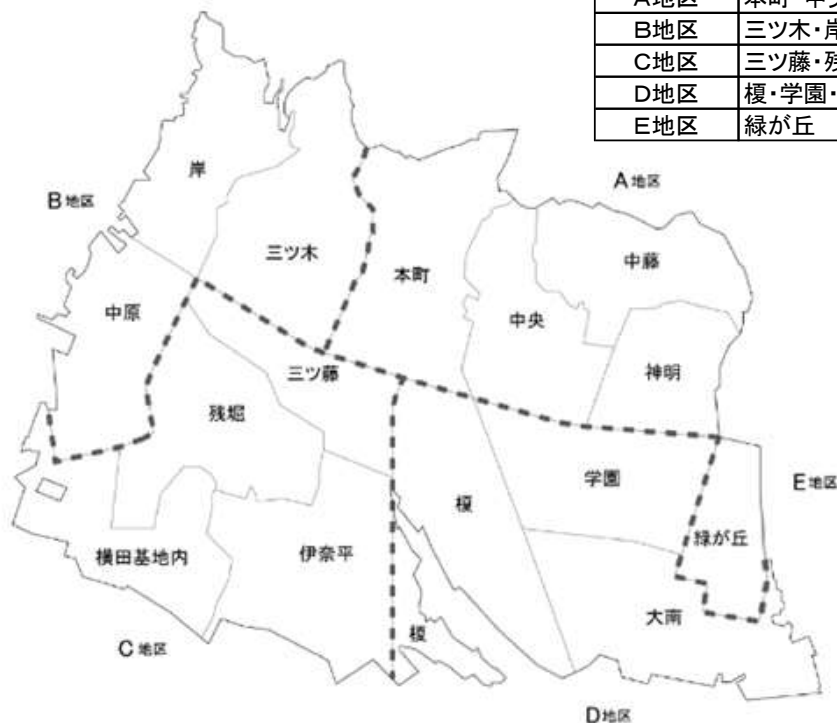 A地区 本町・中
B地区 三ツ木・岸
C地区 三ツ藤・残
D地区 榎・学園・
E地区 緑が丘
岸
A地区
B地区
三ツ木
中藤
本町
中原
中央
三ツ藤
神明
残堀
学園
E地区
榎
緑が丘
横田基地内
伊奈平
大南
榎
C地区
D地区